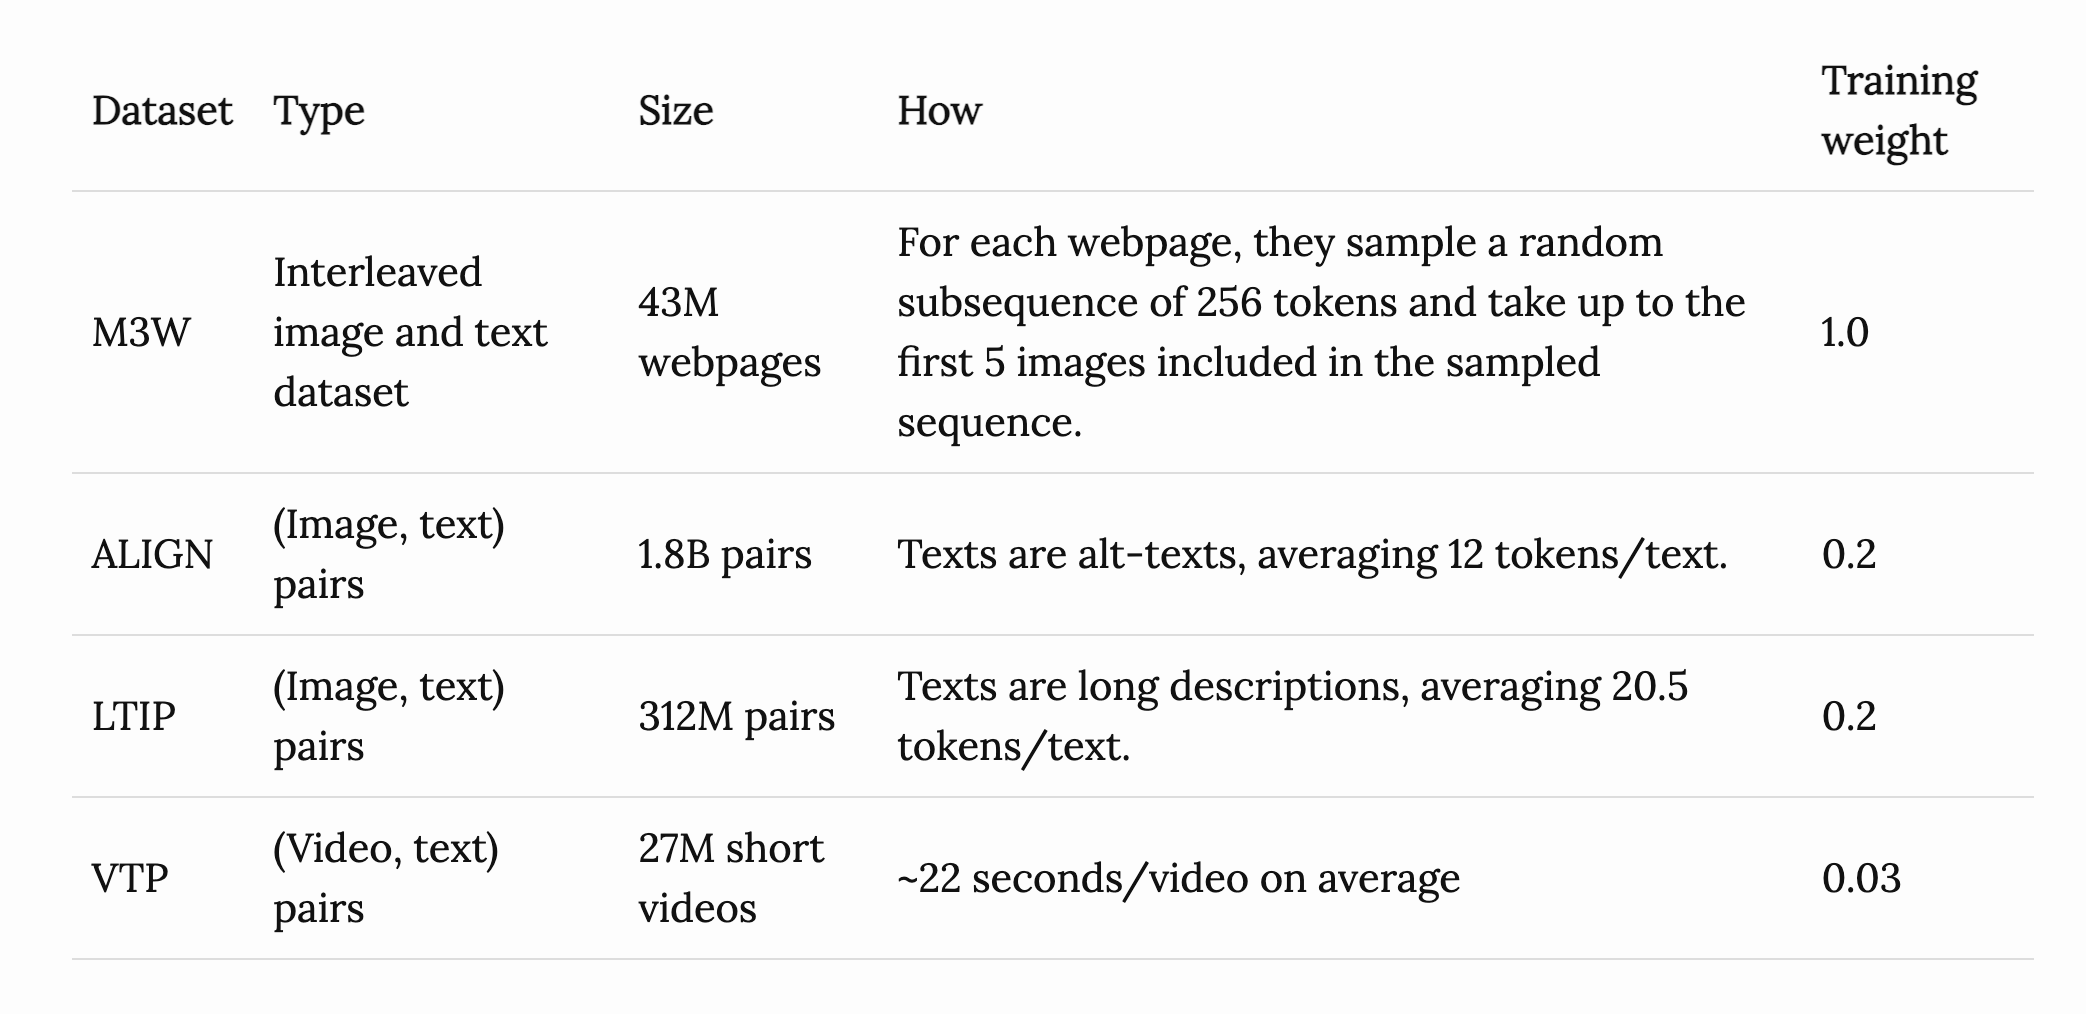 Dataset Type Size How Training weight
M3W Interleaved image and text dataset 43M webpages For each webpage, they sample a random subsequence of 256 tokens and take up to the first 5 images included in the sampled sequence. 1.0
ALIGN (Image, text) pairs 1.8B pairs Texts are alt-texts, averaging 12 tokens/text. 0.2
LTIP (Image, text) pairs 312M pairs Texts are long descriptions, averaging 20.5 tokens/text. 0.2
VTP (Video, text) pairs 27M short videos ~22 seconds/video on average 0.03